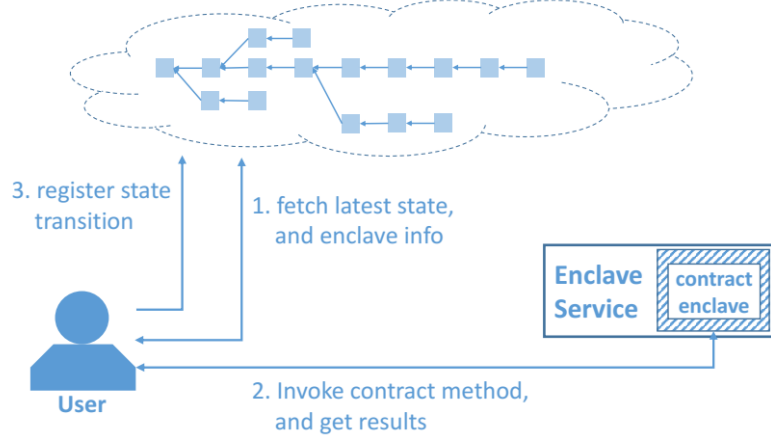 3. register state
transition
1. fetch latest state,
and enclave info
Enclave
Service
contract
enclave
User
2. Invoke contract method,
and get results